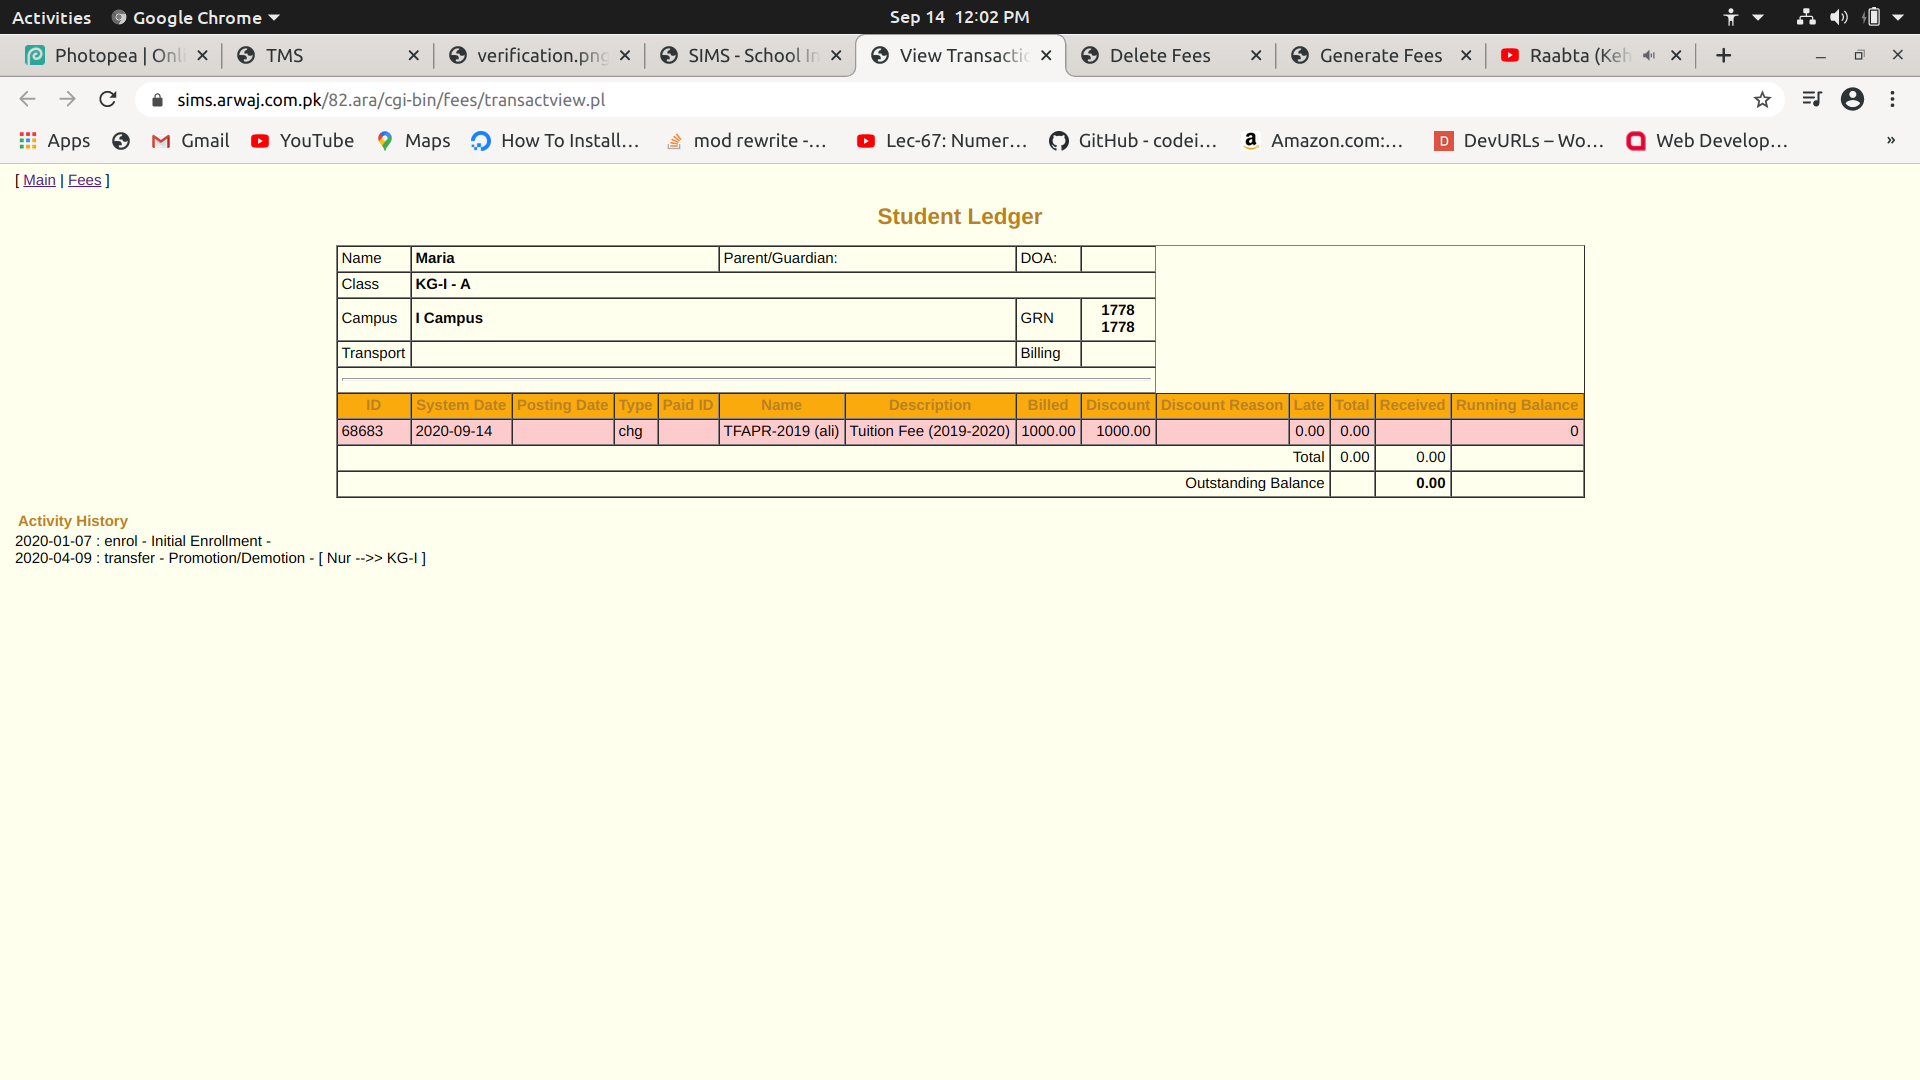 Activities Google Chrome Sep 14 12:02 PM
Photopea | Onli TMS verification.png SIMS - School In View Transactio Delete Fees Generate Fees Raabta (Keh
sims.arwaj.com.pk/82.ara/cgi-bin/fees/transactview.pl
Apps Gmail YouTube Maps How To Install... mod rewrite -... Lec-67: Numer... GitHub - codei... Amazon.com:... DevURLs – Wo... Web Develop... »
[ Main | Fees ]
Student Ledger
Name Maria Parent/Guardian: DOA:
Class KG-I - A
Campus I Campus GRN 1778
1778
Transport Billing
ID System Date Posting Date Type Paid ID Name Description Billed Discount Discount Reason Late Total Received Running Balance
68683 2020-09-14 chg TFAPR-2019 (ali) Tuition Fee (2019-2020) 1000.00 1000.00 0.00 0.00 0
Total 0.00 0.00
Outstanding Balance 0.00
Activity History
2020-01-07 : enrol - Initial Enrollment -
2020-04-09 : transfer - Promotion/Demotion - [ Nur -->> KG-I ]